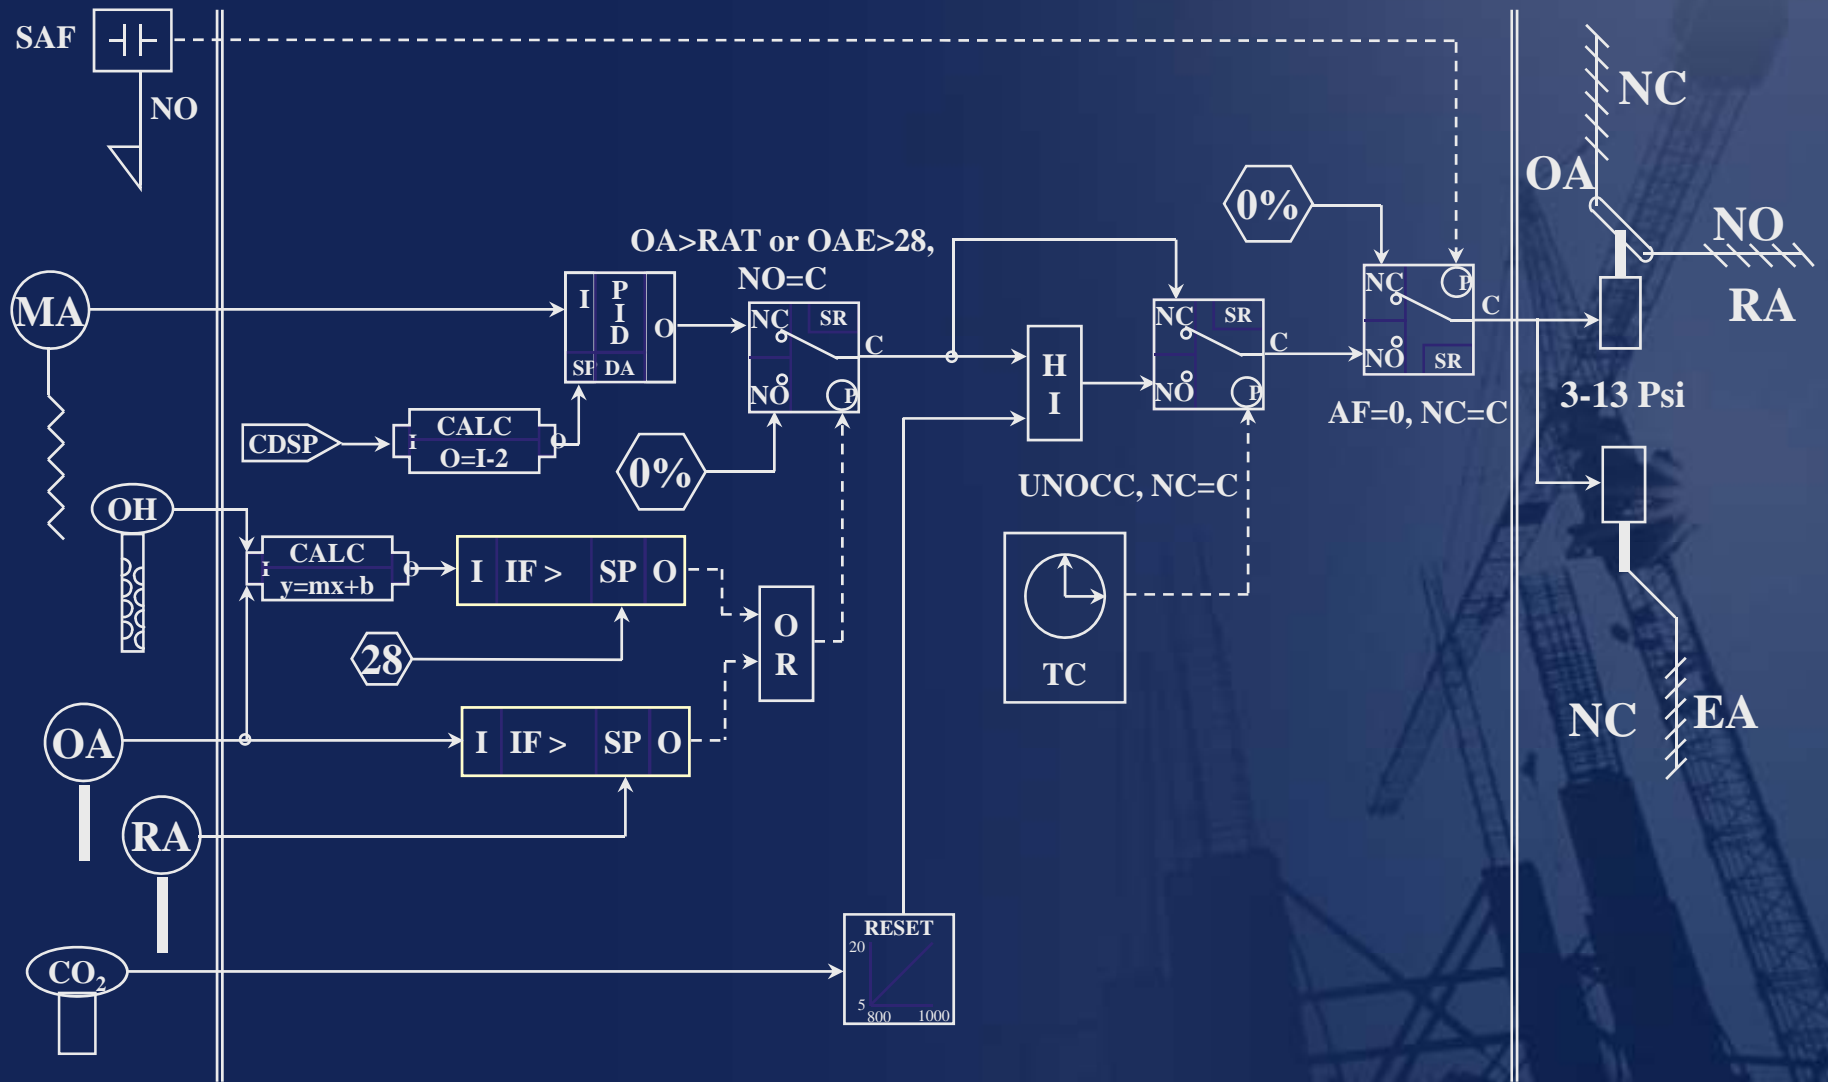 SAF
NO
NC
OA
NO
RA
0%
OA>RAT or OAE>28,
NO=C
MA
I
P
I
D
O
SP DA
NC
SR
C
NO
P
H
I
NC
SR
C
NO
P
NC
P
C
NO
SR
AF=0, NC=C
3-13 Psi
CDSP
I
CALC
O
O=I-2
0%
UNOCC, NC=C
OH
I
CALC
O
y=mx+b
I IF > SP O
28
O
R
TC
OA
I IF > SP O
NC
EA
RA
RESET
20
5
800 1000
CO₂